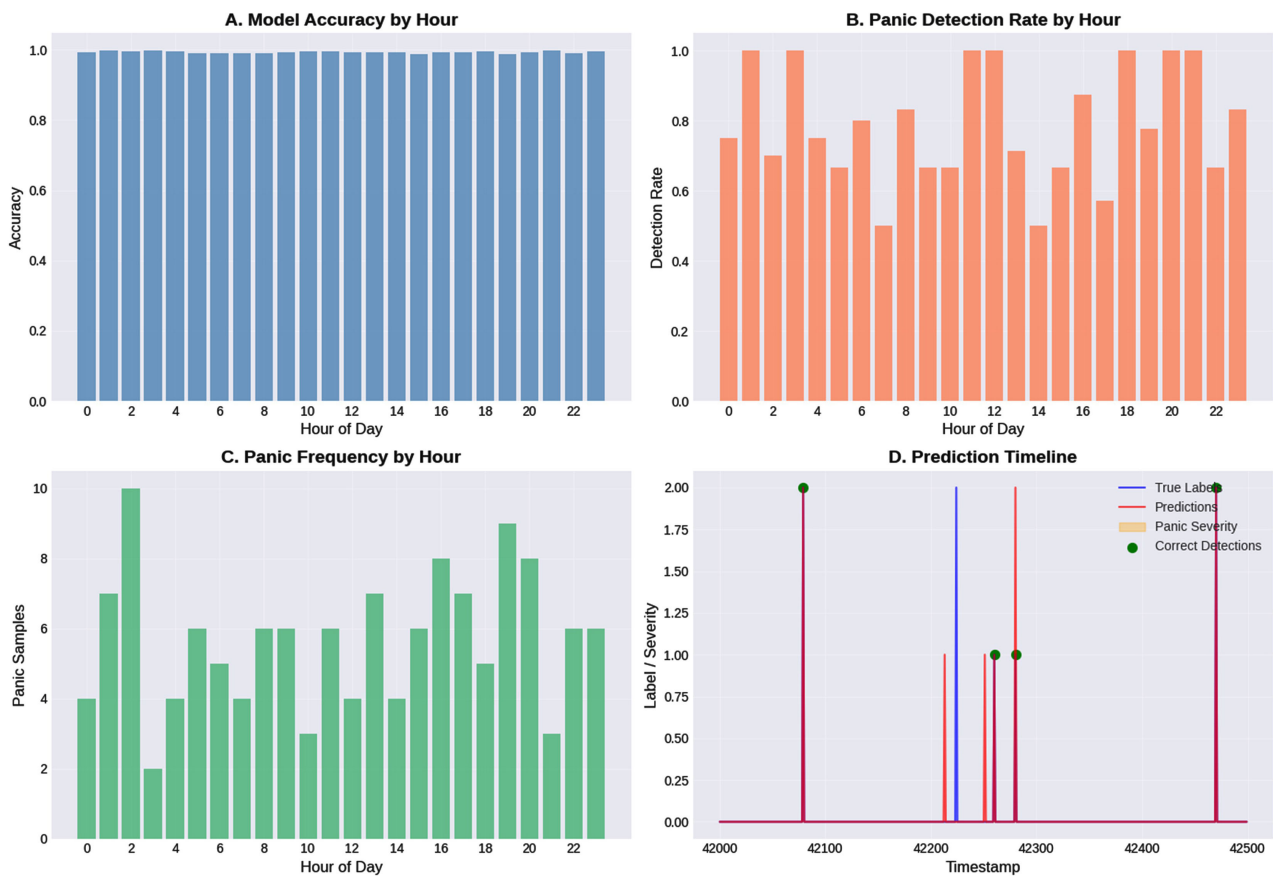 A. Model Accuracy by Hour
1.0
0.8
0.6
0.4
0.2
0.0
Accuracy
0 2 4 6 8 10 12 14 16 18 20 22
Hour of Day
B. Panic Detection Rate by Hour
1.0
0.8
0.6
0.4
0.2
0.0
Detection Rate
0 2 4 6 8 10 12 14 16 18 20 22
Hour of Day
C. Panic Frequency by Hour
10
8
6
4
2
0
Panic Samples
0 2 4 6 8 10 12 14 16 18 20 22
Hour of Day
D. Prediction Timeline
2.00
1.75
1.50
1.25
1.00
0.75
0.50
0.25
0.00
Label / Severity
True Labels
Predictions
Panic Severity
Correct Detections
42000 42100 42200 42300 42400 42500
Timestamp